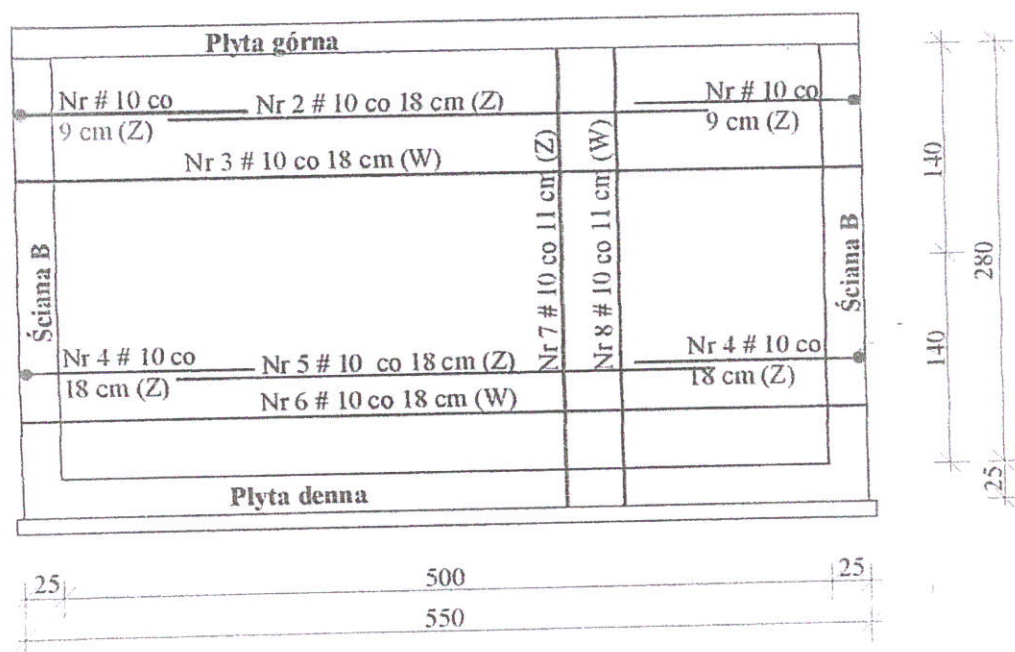 Płyta górna
Nr # 10 co
9 cm (Z)
Nr 2 # 10 co 18 cm (Z)
Nr # 10 co
9 cm (Z)
Nr 3 # 10 co 18 cm (W)
Nr 7 # 10 co 11 cm (Z)
Nr 8 # 10 co 11 cm (W)
Ściana B
Ściana B
Nr 4 # 10 co
18 cm (Z)
Nr 5 # 10 co 18 cm (Z)
Nr 4 # 10 co
18 cm (Z)
Nr 6 # 10 co 18 cm (W)
Płyta denna
140
140
280
25
25
500
25
550